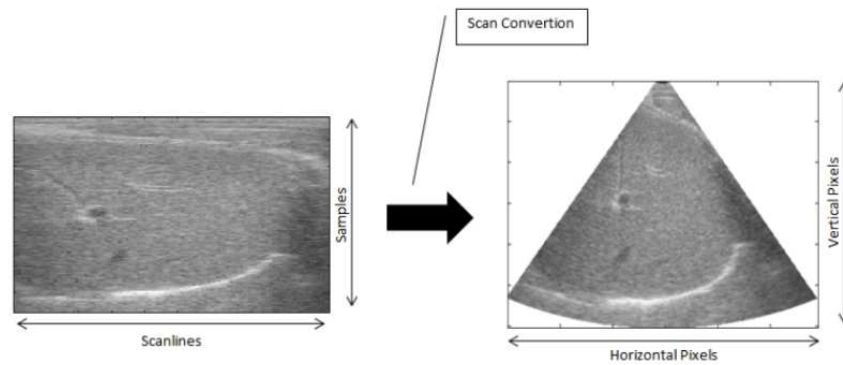 Scan Convertion
Samples
Scanlines
Vertical Pixels
Horizontal Pixels